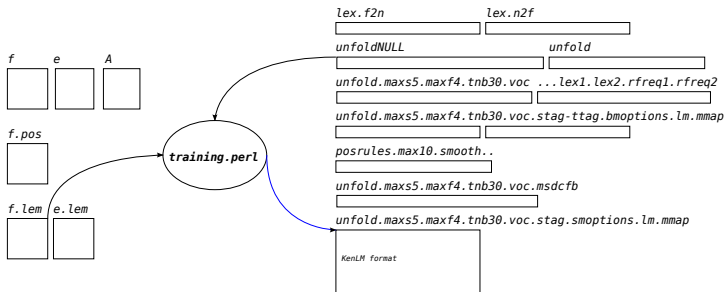 lex.f2n lex.n2f
unfoldNULL unfold
f e A
unfold.maxs5.maxf4.tnb30.voc ...lex1.lex2.rfreq1.rfreq2
unfold.maxs5.maxf4.tnb30.voc.stag-ttag.bmoptions.lm.mmap
f.pos
training.perl
posrules.max10.smooth..
unfold.maxs5.maxf4.tnb30.voc.msdcfb
f.lem e.lem
unfold.maxs5.maxf4.tnb30.voc.stag.smoptions.lm.mmap
KenLM format